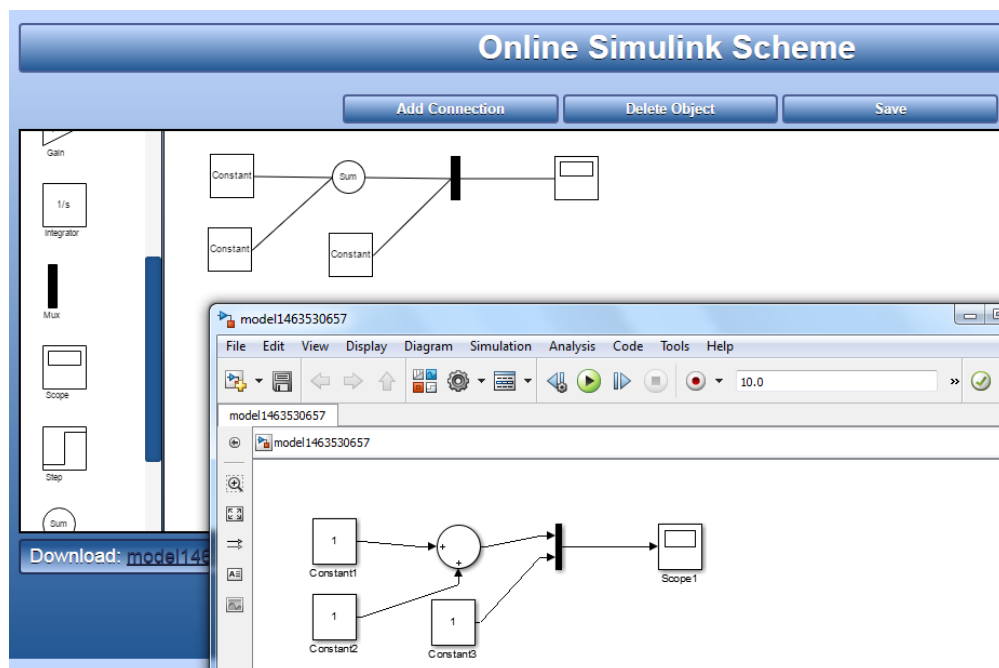 Online Simulink Scheme
Add Connection Delete Object Save
Gain
1/s
Integrator
Mux
Scope
Step
Sum
Constant Sum
Constant Constant
Download: model146
model1463530657
File Edit View Display Diagram Simulation Analysis Code Tools Help
10.0 »
model1463530657
model1463530657
1
Constant1
+
+
Scope1
1
Constant2
1
Constant3